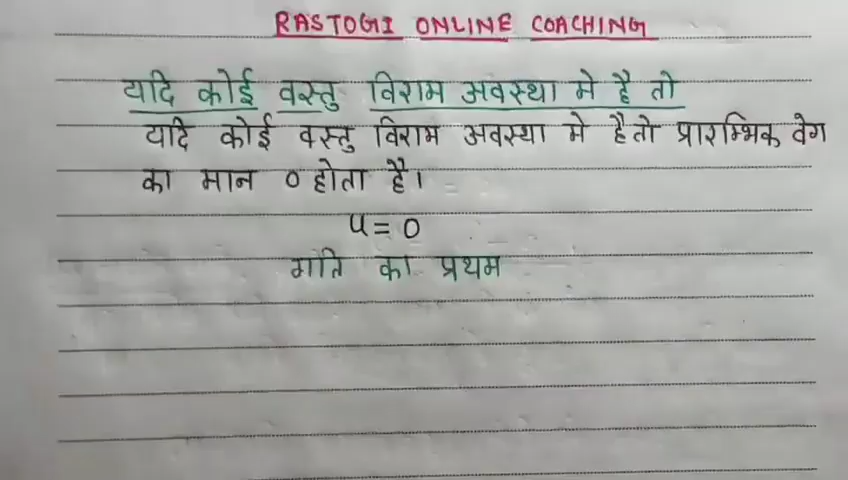 RASTOGI ONLINE COACHING
यदि कोई वस्तु विराम अवस्था मे है तो
यदि कोई वस्तु विराम अवस्था मे है तो प्रारम्भिक वेग
का मान 0 होता है।
u = 0
गति का प्रथम